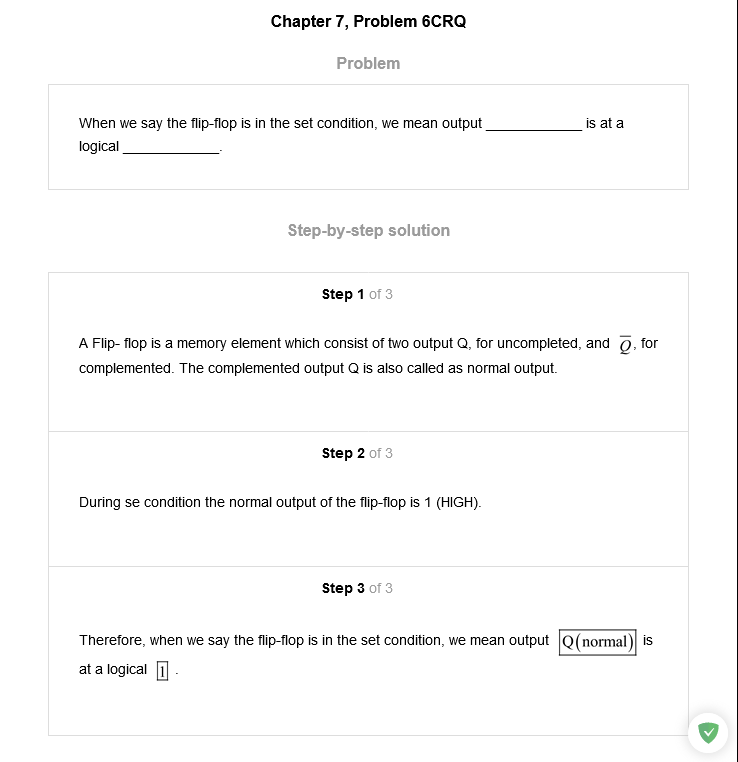 Chapter 7, Problem 6CRQ
Problem
When we say the flip-flop is in the set condition, we mean output ____________ is at a
logical ____________.
Step-by-step solution
Step 1 of 3
A Flip- flop is a memory element which consist of two output Q, for uncompleted, and Q̅, for
complemented. The complemented output Q is also called as normal output.
Step 2 of 3
During se condition the normal output of the flip-flop is 1 (HIGH).
Step 3 of 3
Therefore, when we say the flip-flop is in the set condition, we mean output Q(normal) is
at a logical 1 .